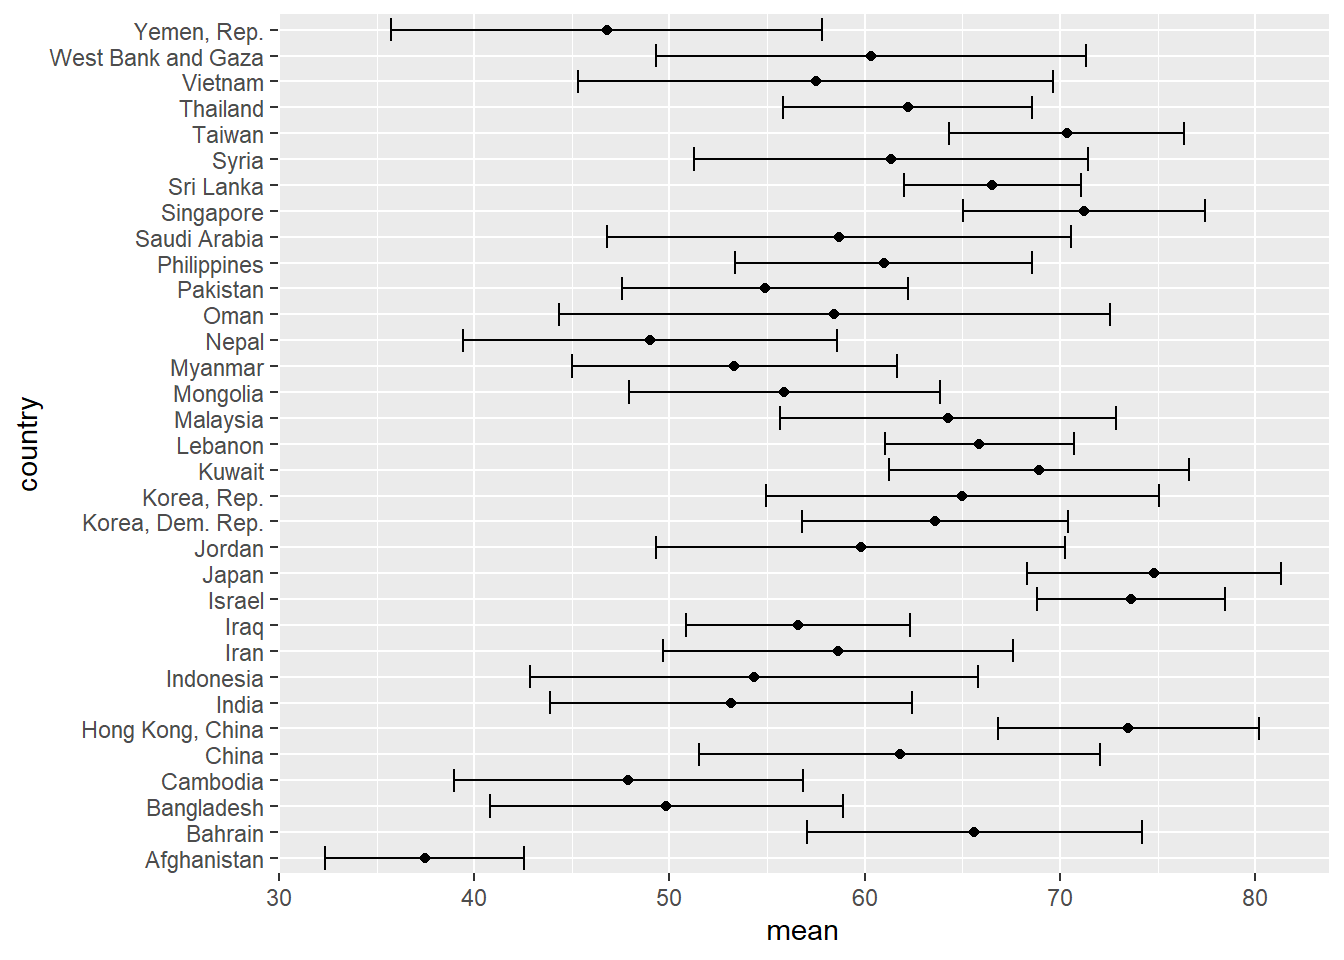 Yemen, Rep.
West Bank and Gaza
Vietnam
Thailand
Taiwan
Syria
Sri Lanka
Singapore
Saudi Arabia
Philippines
Pakistan
Oman
Nepal
Myanmar
Mongolia
Malaysia
Lebanon
Kuwait
Korea, Rep.
Korea, Dem. Rep.
Jordan
Japan
Israel
Iraq
Iran
Indonesia
India
Hong Kong, China
China
Cambodia
Bangladesh
Bahrain
Afghanistan
country
30 40 50 60 70 80
mean